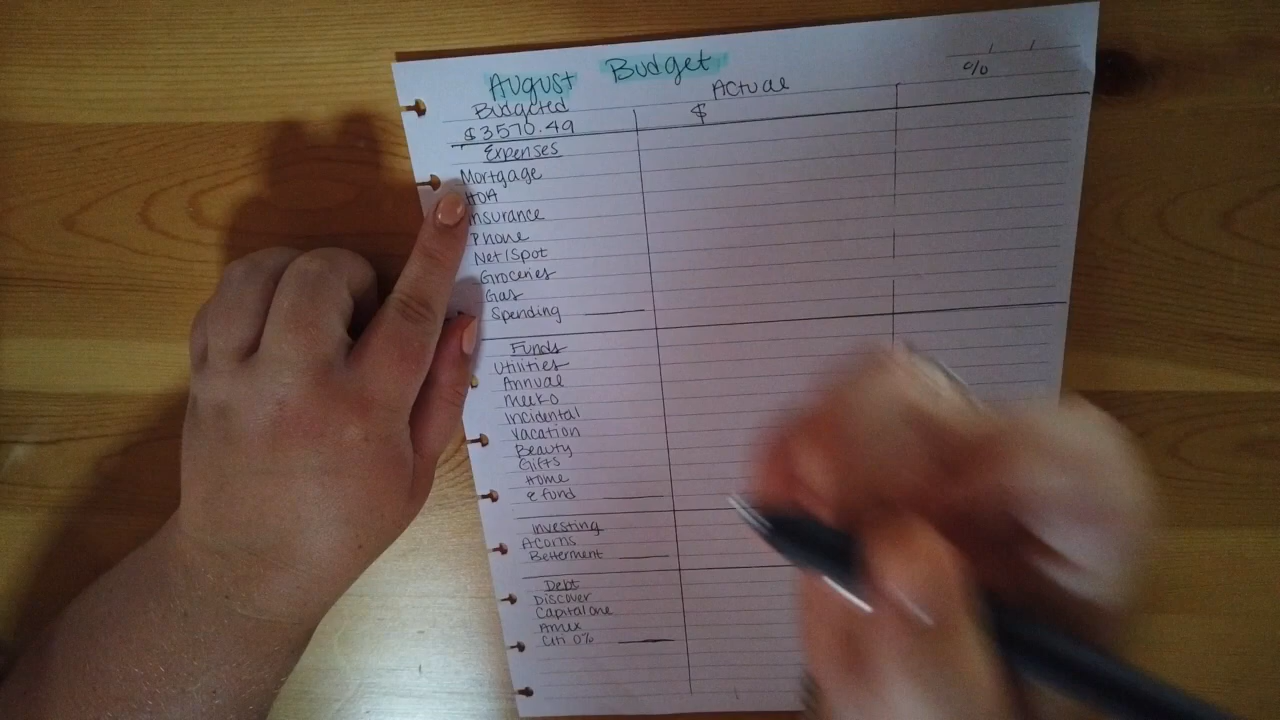 August Budget
/ /
Budgeted Actual %
$3570.49 $
Expenses
Mortgage
HOA
Insurance
Phone
Net/Spot
Groceries
Gas
Spending
Funds
Utilities
Annual
Meeko
Incidental
Vacation
Beauty
Gifts
Home
e fund
Investing
Acorns
Betterment
Debt
Discover
Capital one
Amex
Citi 0%